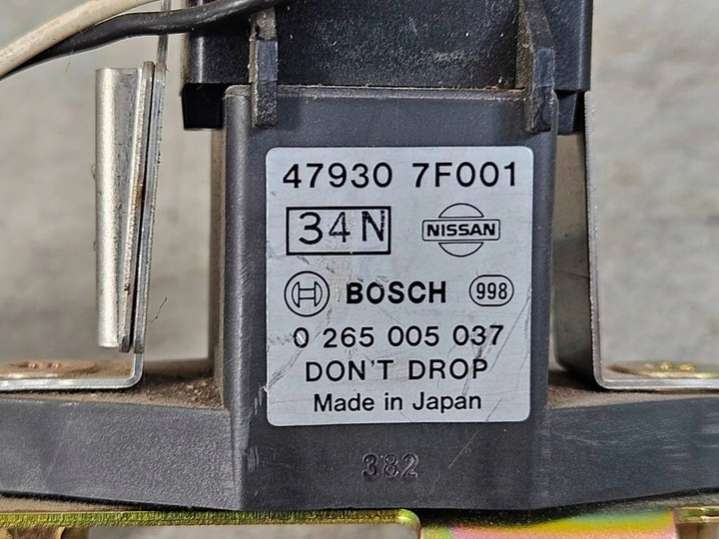 47930 7F001
34N NISSAN
BOSCH 998
0 265 005 037
DON'T DROP
Made in Japan
382